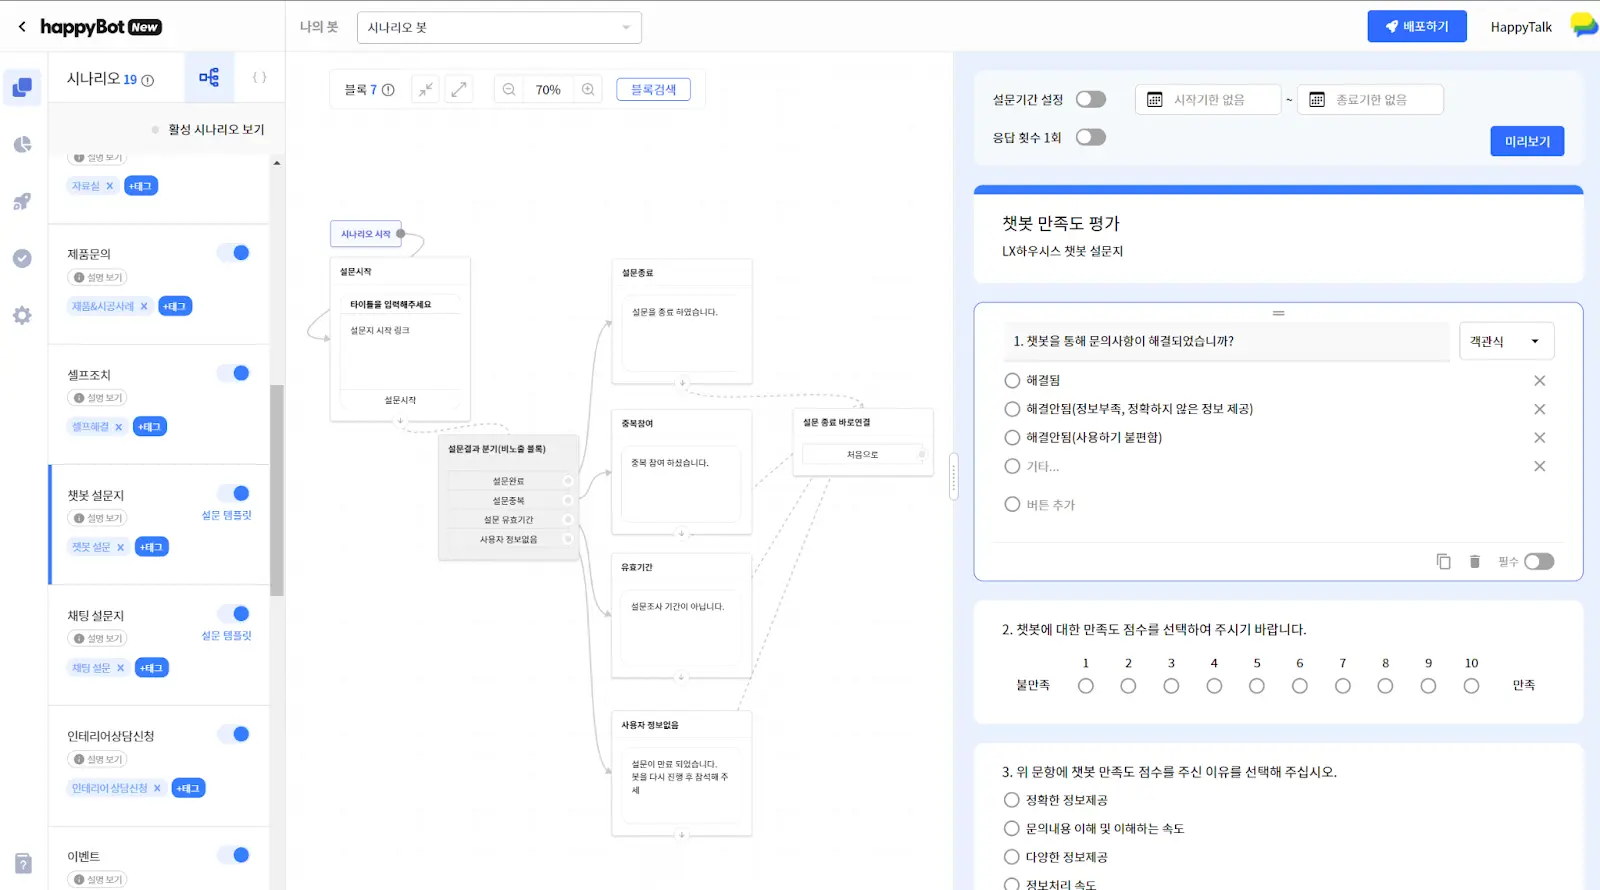 happyBot New
나의 봇
시나리오 봇
배포하기
HappyTalk
시나리오 19
{ }
활성 시나리오 보기
설명 보기
자료실 ×
+태그
제품문의
설명 보기
제품&시공사례 ×
+태그
셀프조치
설명 보기
셀프해결 ×
+태그
챗봇 설문지
설명 보기
설문 템플릿
챗봇 설문 ×
+태그
채팅 설문지
설명 보기
설문 템플릿
채팅 설문 ×
+태그
인테리어상담신청
설명 보기
인테리어 상담신청 ×
+태그
이벤트
설명 보기
블록 7
70%
블록검색
시나리오 시작
설문시작
타이틀을 입력해주세요
설문지 시작 링크
설문시작
설문결과 분기(비노출 블록)
설문완료
설문중복
설문 유효기간
사용자 정보없음
설문종료
설문을 종료 하였습니다.
중복참여
중복 참여 하셨습니다.
유효기간
설문조사 기간이 아닙니다.
사용자 정보없음
설문이 만료 되었습니다.
봇을 다시 진행 후 참석해 주
세
설문 종료 바로연결
처음으로
설문기간 설정
시작기한 없음
~
종료기한 없음
응답 횟수 1회
미리보기
챗봇 만족도 평가
LX하우시스 챗봇 설문지
1. 챗봇을 통해 문의사항이 해결되었습니까?
객관식
해결됨
해결안됨(정보부족, 정확하지 않은 정보 제공)
해결안됨(사용하기 불편함)
기타...
버튼 추가
필수
2. 챗봇에 대한 만족도 점수를 선택하여 주시기 바랍니다.
1 2 3 4 5 6 7 8 9 10
불만족
만족
3. 위 문항에 챗봇 만족도 점수를 주신 이유를 선택해 주십시오.
정확한 정보제공
문의내용 이해 및 이해하는 속도
다양한 정보제공
정보처리 속도